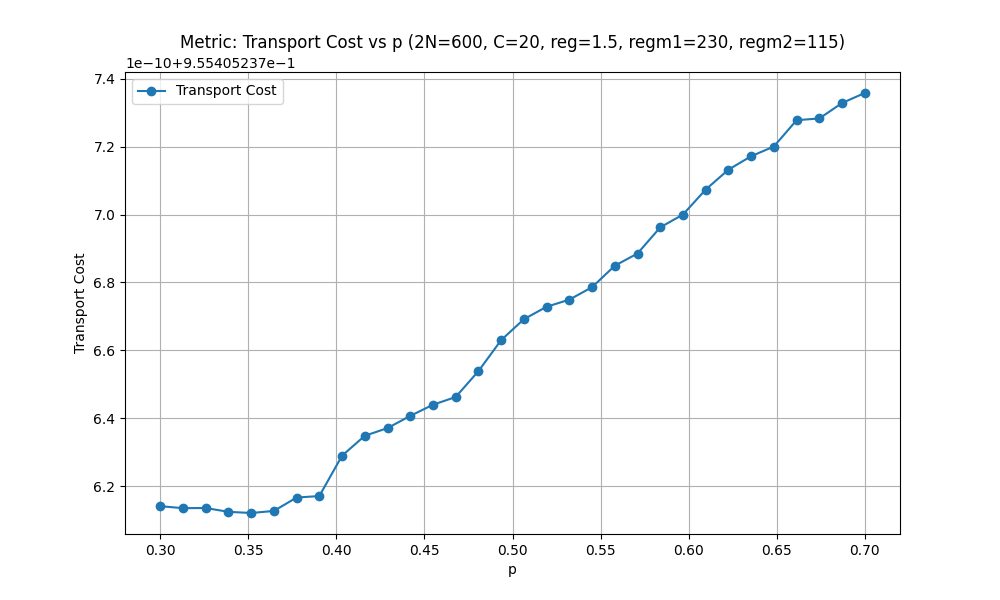 Metric: Transport Cost vs p (2N=600, C=20, reg=1.5, regm1=230, regm2=115)
1e-10+9.55405237e-1
Transport Cost
7.4
7.2
7.0
6.8
6.6
6.4
6.2
Transport Cost
0.30 0.35 0.40 0.45 0.50 0.55 0.60 0.65 0.70
p